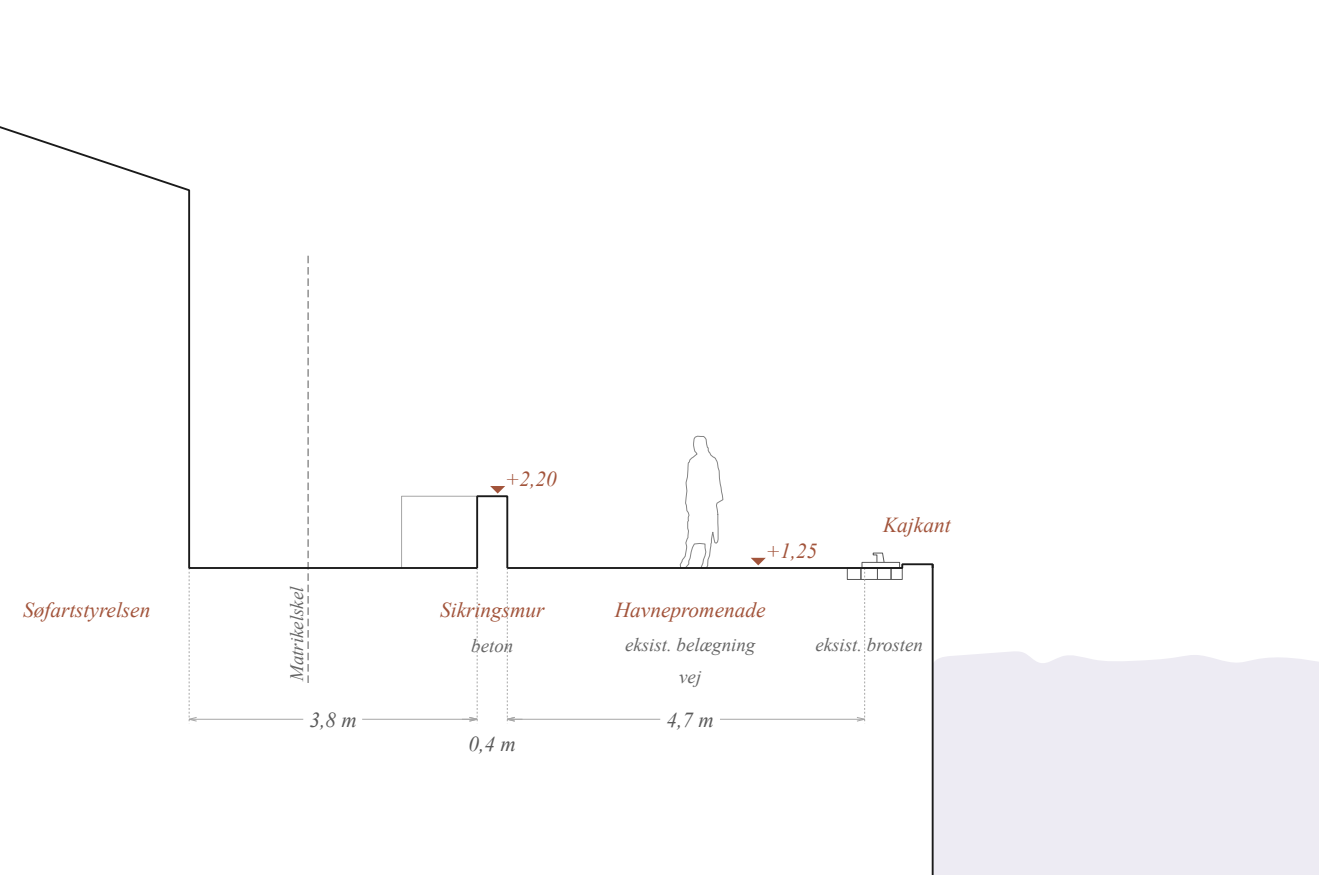 +2,20
Kajkant
+1,25
Søfartstyrelsen
Matrikelskel
Sikringsmur
Havnepromenade
beton
eksist. belægning
vej
eksist. brosten
3,8 m
4,7 m
0,4 m